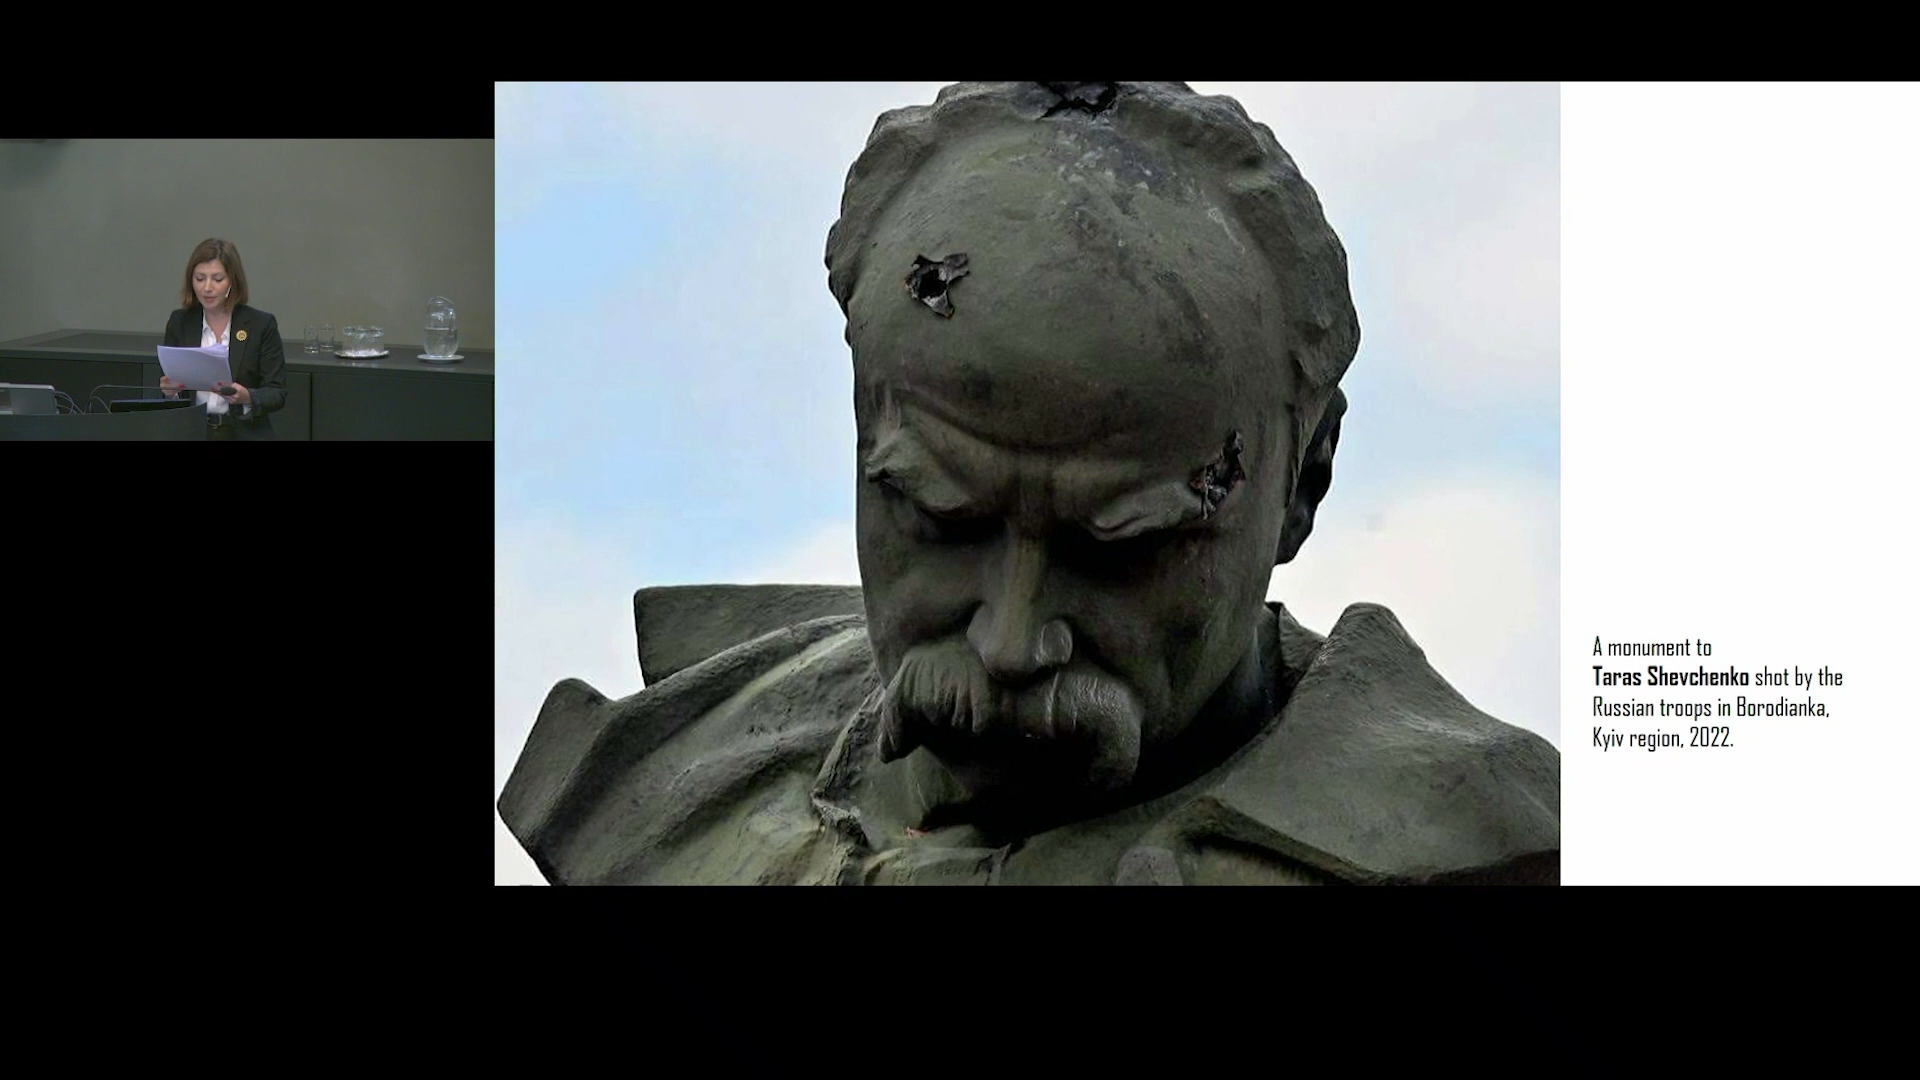 A monument to
Taras Shevchenko shot by the
Russian troops in Borodianka,
Kyiv region, 2022.